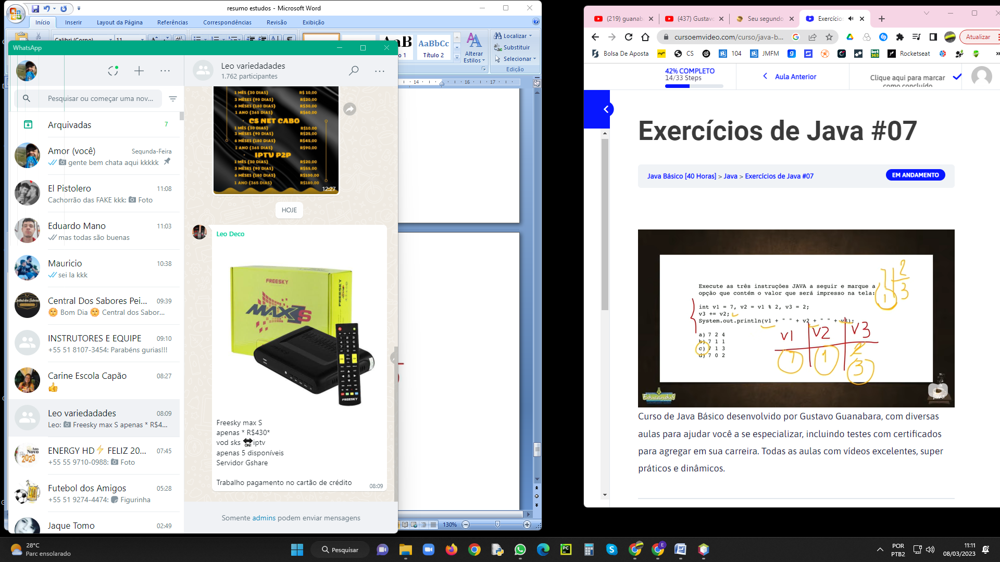 resumo estudos - Microsoft Word
Início
Inserir
Layout da Página
Referências
Correspondências
Revisão
Exibição
Calibri (Corpo)
11
AaBbCc
Título 2
Alterar
Estilos
Localizar
Substituir
Selecionar
Edição
14
16
17
130%
WhatsApp
Pesquisar ou começar uma nov...
Arquivadas
7
Amor (você)
Segunda-Feira
gente bem chata aqui kkkkk
El Pistolero
11:08
Cachorrão das FAKE kkk: Foto
Eduardo Mano
11:03
mas todas são buenas
Mauricio
10:38
sei la kkk
Central Dos Sabores Pei...
09:39
🌞 Bom Dia 🌞 Central dos Sabor...
INSTRUTORES E EQUIPE
09:10
+55 51 8107-3454: Parabéns gurias!!!
Carine Escola Capão
08:27
👍
Leo variedadades
08:09
Leo: Freesky max S apenas * R$4...
ENERGY HD⚡ FELIZ 20...
07:45
+55 55 9710-0988: Foto
Futebol dos Amigos
05:28
+55 51 9274-4474: Figurinha
Jaque Tomo
02:49
Leo variedadades
1.762 participantes
1 MÊS (30 DIAS) R$ 10,00
3 MÊSES (90 DIAS) R$20,00
6 MÊSES (180 DIAS) R$30,00
1 ANO (365 DIAS) R$60,00
CS NET CABO
1 MÊS (30 DIAS) R$10,00
3 MÊSES (90 DIAS) R$25,00
6 MÊSES (180 DIAS) R$45,00
1 ANO (365 DIAS) R$90,00
IPTV P2P
1 MÊS (30 DIAS) R$20,00
3 MÊSES (90 DIAS) R$55,00
6 MÊSES (180 DIAS) R$100,00
1 ANO (365 DIAS) R$180,00
12:27
HOJE
Leo Deco
FREESKY
FREESKY
MAX S
FREESKY
Freesky max S
apenas * R$430*
vod sks ON! iptv
apenas 5 disponíveis
Servidor Gshare
Trabalho pagamento no cartão de crédito
08:09
Somente admins podem enviar mensagens
(219) guanab
(437) Gustav
Seu segundo
Exercício
cursoemvideo.com/curso/java-b...
Atualizar
Bolsa De Aposta
CS
104
JMFM
bet365
Rocketseat
42% COMPLETO
14/33 Steps
Aula Anterior
Clique aqui para marcar
como concluído
Exercícios de Java #07
Java Básico [40 Horas] > Java > Exercícios de Java #07
EM ANDAMENTO
Execute as três instruções JAVA a seguir e marque a
opção que contém o valor que será impresso na tela:
int v1 = 7, v2 = v1 % 2, v3 = 2;
v3 += v2;
System.out.println(v1 + " " + v2 + " " + v3);
a) 7 2 4
b) 7 1 1
c) 7 1 3
d) 7 0 2
7 2
1 3
v1 v2 v3
7 1 2
3
Educandus
Java
Curso de Java Básico desenvolvido por Gustavo Guanabara, com diversas
aulas para ajudar você a se especializar, incluindo testes com certificados
para agregar em sua carreira. Todas as aulas com vídeos excelentes, super
práticos e dinâmicos.
28°C
Parc ensolarado
Pesquisar
POR
PTB2
11:11
08/03/2023